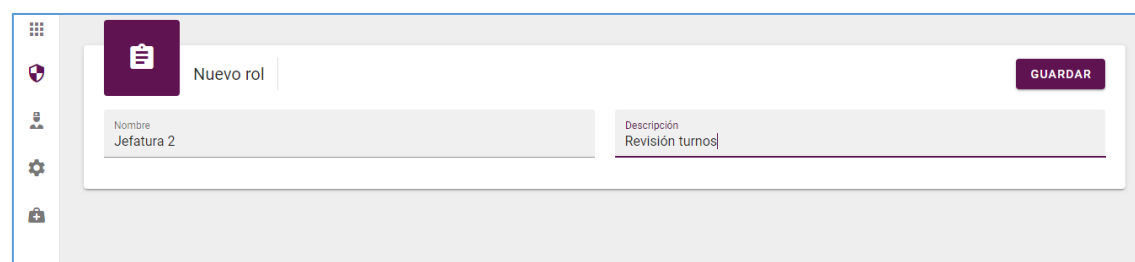 Nuevo rol
GUARDAR
Nombre
Jefatura 2
Descripción
Revisión turnos